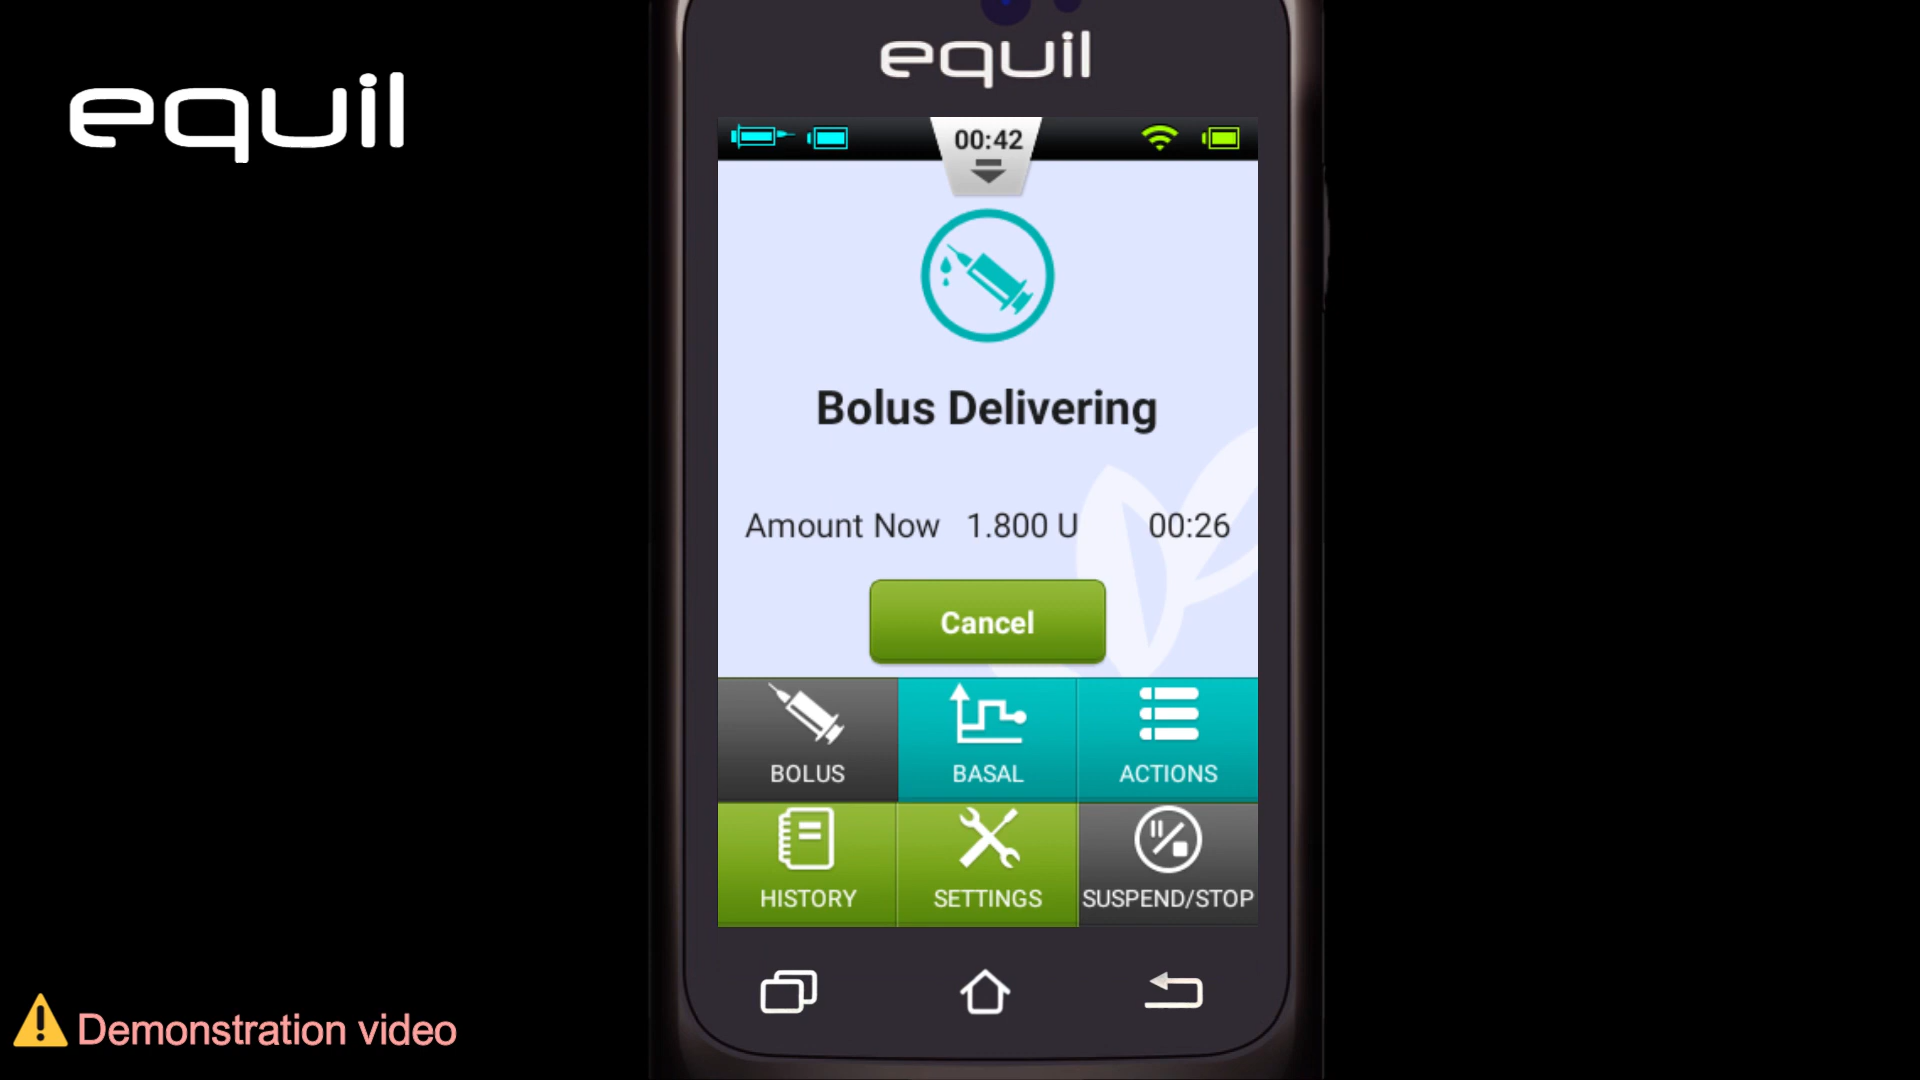 equil
equil
00:42
Bolus Delivering
Amount Now 1.800 U 00:26
Cancel
BOLUS BASAL ACTIONS
HISTORY SETTINGS SUSPEND/STOP
Demonstration video